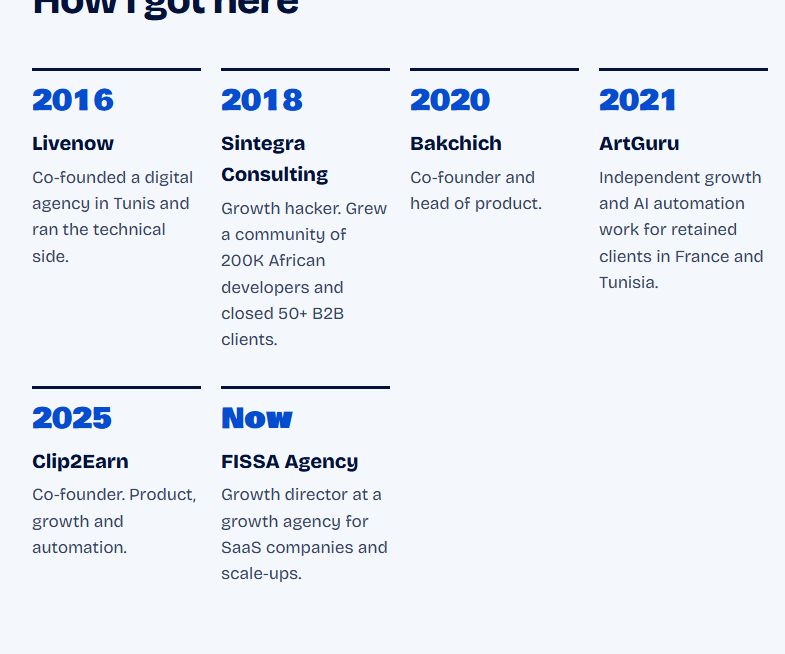 How I got here
2016
Livenow
Co-founded a digital
agency in Tunis and
ran the technical
side.
2018
Sintegra
Consulting
Growth hacker. Grew
a community of
200K African
developers and
closed 50+ B2B
clients.
2020
Bakchich
Co-founder and
head of product.
2021
ArtGuru
Independent growth
and AI automation
work for retained
clients in France and
Tunisia.
2025
Clip2Earn
Co-founder. Product,
growth and
automation.
Now
FISSA Agency
Growth director at a
growth agency for
SaaS companies and
scale-ups.